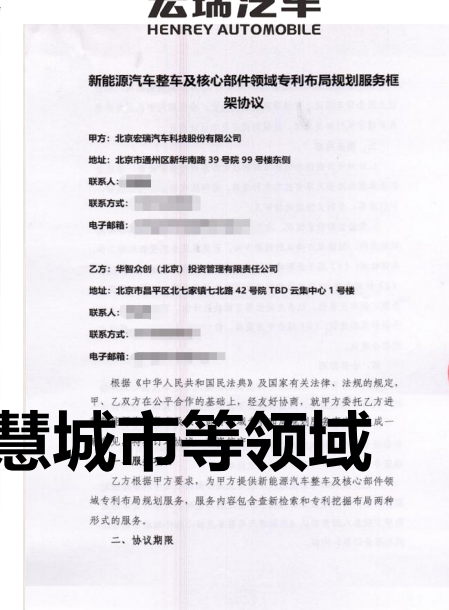 宏瑞汽车
HENREY AUTOMOBILE
新能源汽车整车及核心部件领域专利布局规划服务框
架协议
甲方：北京宏瑞汽车科技股份有限公司
地址：北京市通州区新华南路 39 号院 99 号楼东侧
联系人：
联系方式：
电子邮箱：
乙方：华智众创（北京）投资管理有限责任公司
地址：北京市昌平区北七家镇七北路 42 号院 TBD 云集中心 1 号楼
联系人：
联系方式：
电子邮箱：
根据《中华人民共和国民法典》及国家有关法律、法规的规定，
甲、乙双方在公平合作的基础上，经友好协商，就甲方委托乙方进
慧城市等领域
乙方根据甲方要求，为甲方提供新能源汽车整车及核心部件领
域专利布局规划服务，服务内容包含查新检索和专利挖掘布局两种
形式的服务。
二、协议期限